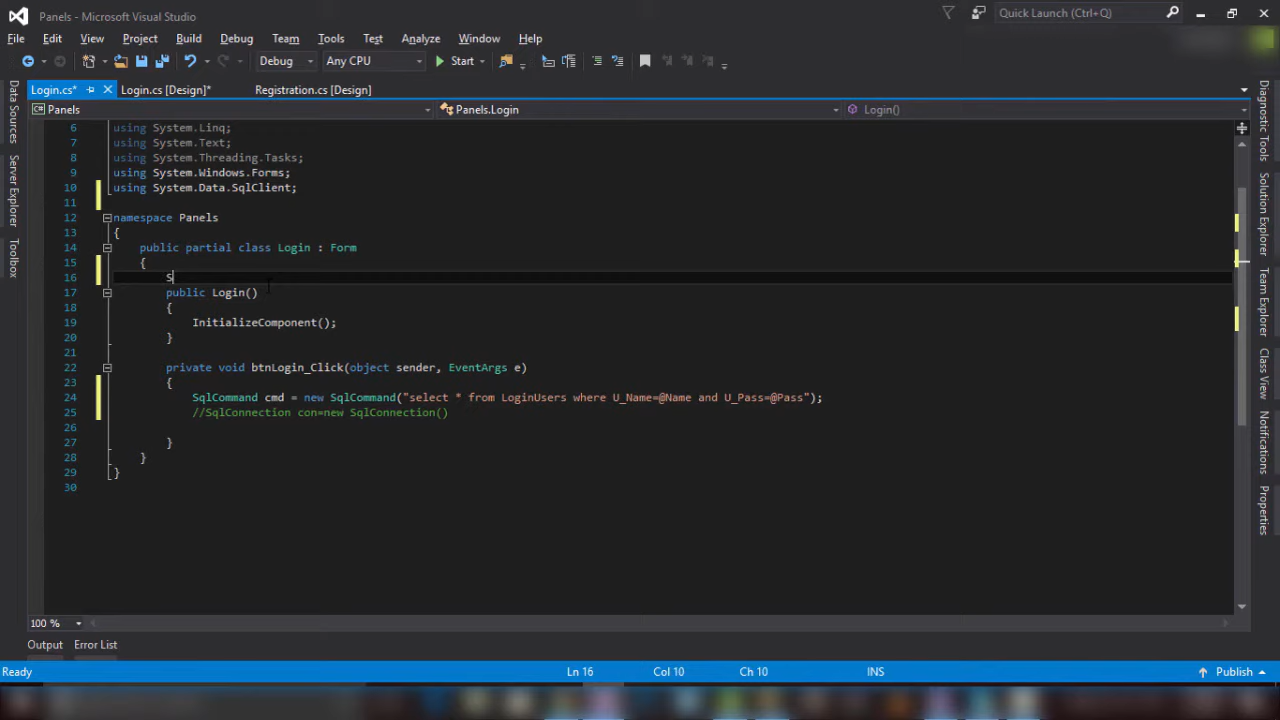 Panels - Microsoft Visual Studio
Quick Launch (Ctrl+Q)
File Edit View Project Build Debug Team Tools Test Analyze Window Help
Debug Any CPU Start
Login.cs* Login.cs [Design]* Registration.cs [Design]
Panels Panels.Login Login()
Data Sources
Server Explorer
Toolbox
6 using System.Linq;
7 using System.Text;
8 using System.Threading.Tasks;
9 using System.Windows.Forms;
10 using System.Data.SqlClient;
11
12 namespace Panels
13 {
14 public partial class Login : Form
15 {
16 S
17 public Login()
18 {
19 InitializeComponent();
20 }
21
22 private void btnLogin_Click(object sender, EventArgs e)
23 {
24 SqlCommand cmd = new SqlCommand("select * from LoginUsers where U_Name=@Name and U_Pass=@Pass");
25 //SqlConnection con=new SqlConnection()
26
27 }
28 }
29 }
30
Diagnostic Tools
Solution Explorer
Team Explorer
Class View
Notifications
Properties
100 %
Output Error List
Ready Ln 16 Col 10 Ch 10 INS Publish